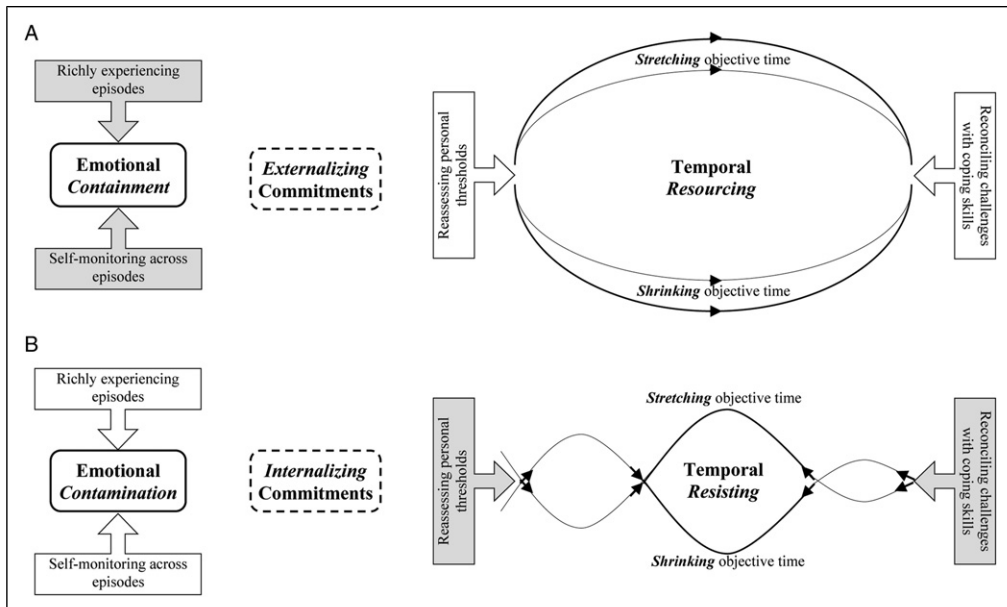 A
Richly experiencing
episodes
Emotional
Containment
Self-monitoring across
episodes
Externalizing
Commitments
Reassessing personal
thresholds
Stretching objective time
Temporal
Resourcing
Shrinking objective time
Reconciling challenges
with coping skills
B
Richly experiencing
episodes
Emotional
Contamination
Self-monitoring across
episodes
Internalizing
Commitments
Reassessing personal
thresholds
Stretching objective time
Temporal
Resisting
Shrinking objective time
Reconciling challenges
with coping skills